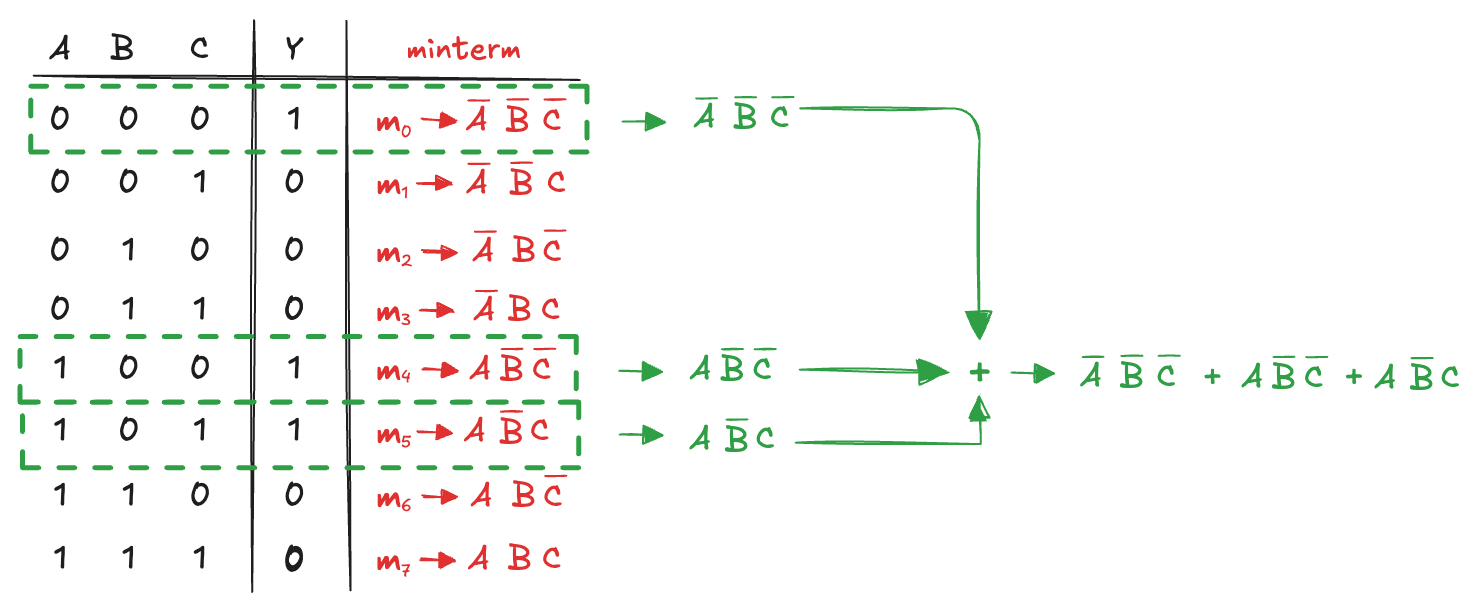 A B C Y minterm
0 0 0 1 m₀ → A̅ B̅ C̅ → A̅ B̅ C̅
0 0 1 0 m₁ → A̅ B̅ C
0 1 0 0 m₂ → A̅ B C̅
0 1 1 0 m₃ → A̅ B C
1 0 0 1 m₄ → A B̅ C̅ → A B̅ C̅ → + → A̅ B̅ C̅ + A B̅ C̅ + A B̅ C
1 0 1 1 m₅ → A B̅ C → A B̅ C
1 1 0 0 m₆ → A B C̅
1 1 1 0 m₇ → A B C